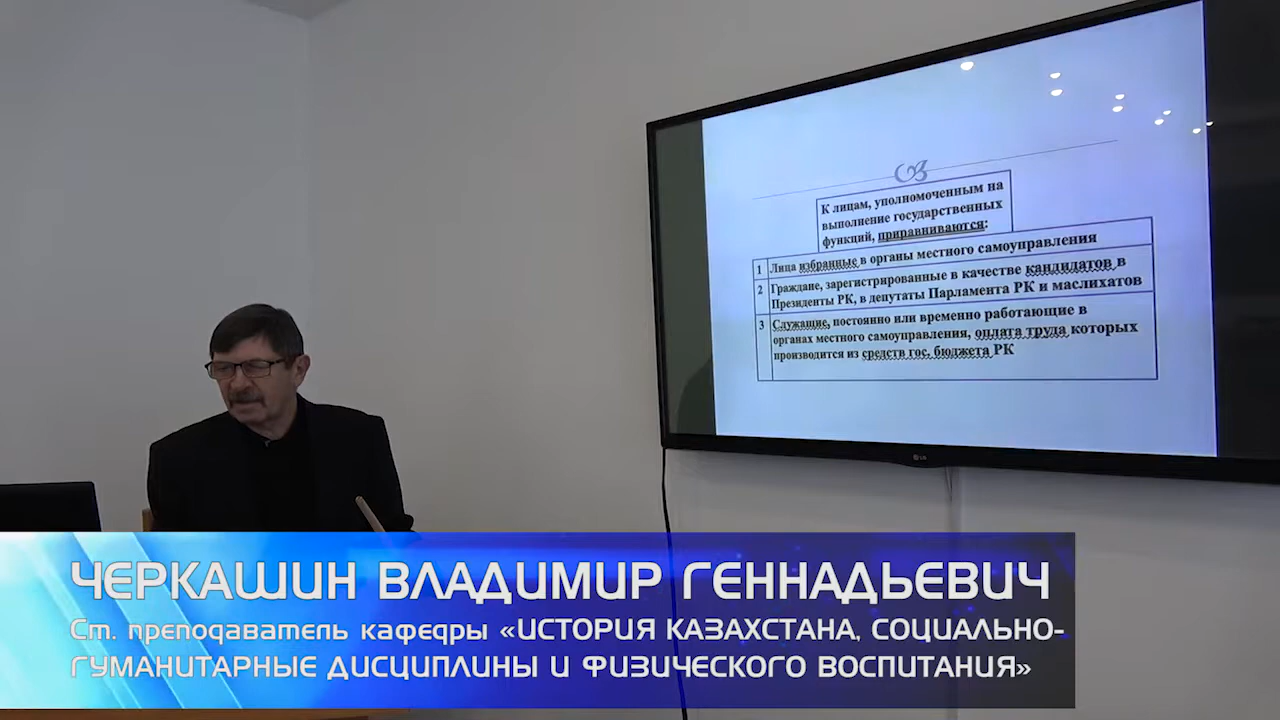 К лицам, уполномоченным на
выполнение государственных
функций, приравниваются:
1 Лица избранные в органы местного самоуправления
2 Граждане, зарегистрированные в качестве кандидатов в
Президенты РК, в депутаты Парламента РК и маслихатов
3 Служащие, постоянно или временно работающие в
органах местного самоуправления, оплата труда которых
производится из средств гос. бюджета РК
LG
ЧЕРКАШИН ВЛАДИМИР ГЕННАДЬЕВИЧ
Ст. преподаватель кафедры «ИСТОРИЯ КАЗАХСТАНА, СОЦИАЛЬНО-
ГУМАНИТАРНЫЕ ДИСЦИПЛИНЫ И ФИЗИЧЕСКОГО ВОСПИТАНИЯ»